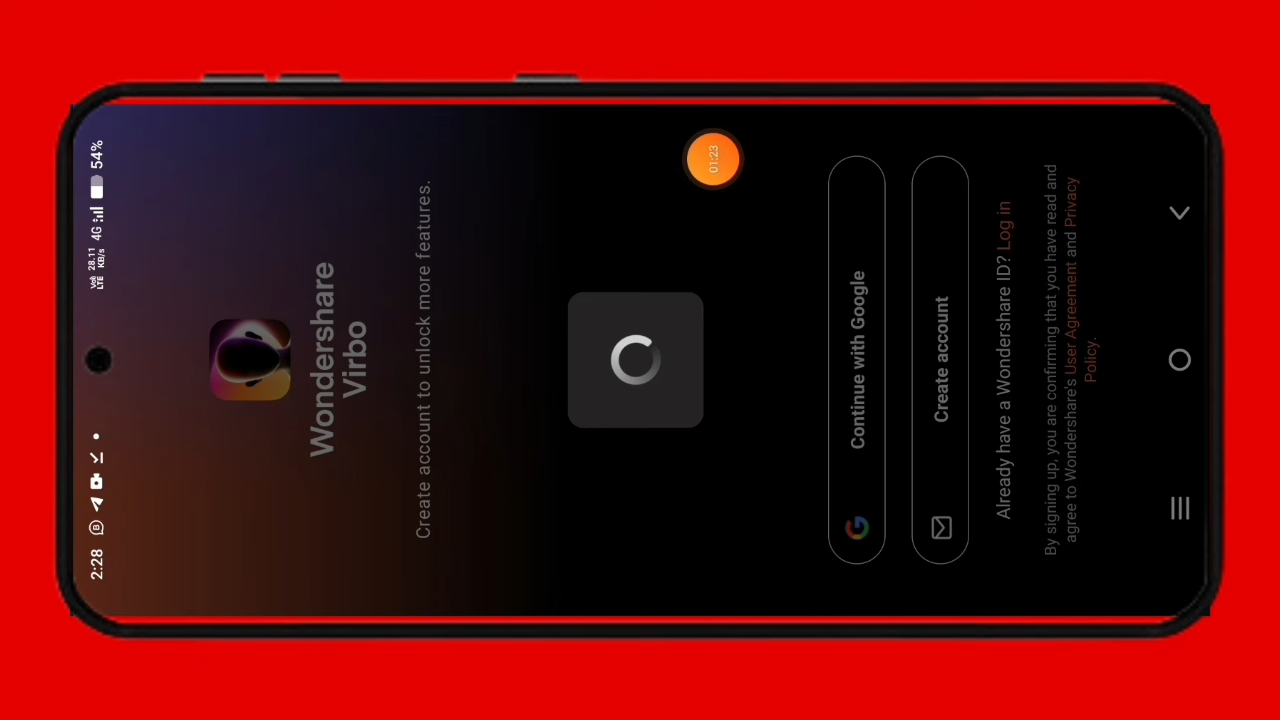 2:28
Vo)) 28.11 4G 54%
LTE KB/s
Wondershare
Virbo
Create account to unlock more features.
01:23
Continue with Google
Create account
Already have a Wondershare ID? Log in
By signing up, you are confirming that you have read and
agree to Wondershare's User Agreement and Privacy
Policy.